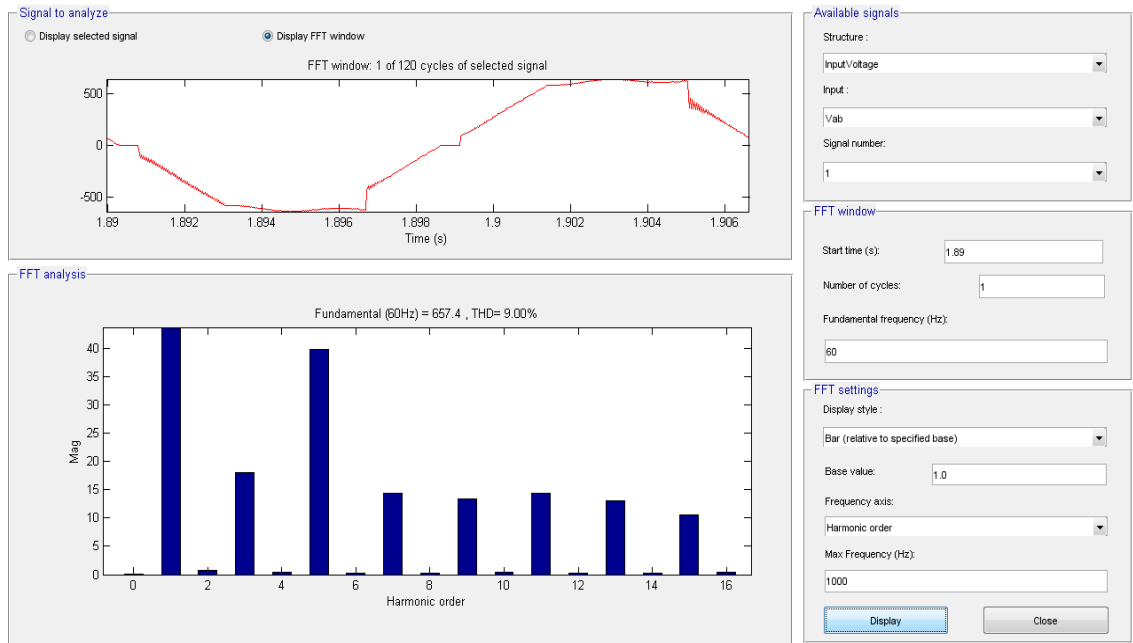 Signal to analyze
Display selected signal
Display FFT window
FFT window: 1 of 120 cycles of selected signal
500
0
-500
1.89 1.892 1.894 1.896 1.898 1.9 1.902 1.904 1.906
Time (s)
FFT analysis
Fundamental (60Hz) = 657.4 , THD= 9.00%
40
35
30
25
20
15
10
5
0
Mag
0 2 4 6 8 10 12 14 16
Harmonic order
Available signals
Structure :
InputVoltage
Input :
Vab
Signal number:
1
FFT window
Start time (s):
1.89
Number of cycles:
1
Fundamental frequency (Hz):
60
FFT settings
Display style :
Bar (relative to specified base)
Base value:
1.0
Frequency axis:
Harmonic order
Max Frequency (Hz):
1000
Display
Close